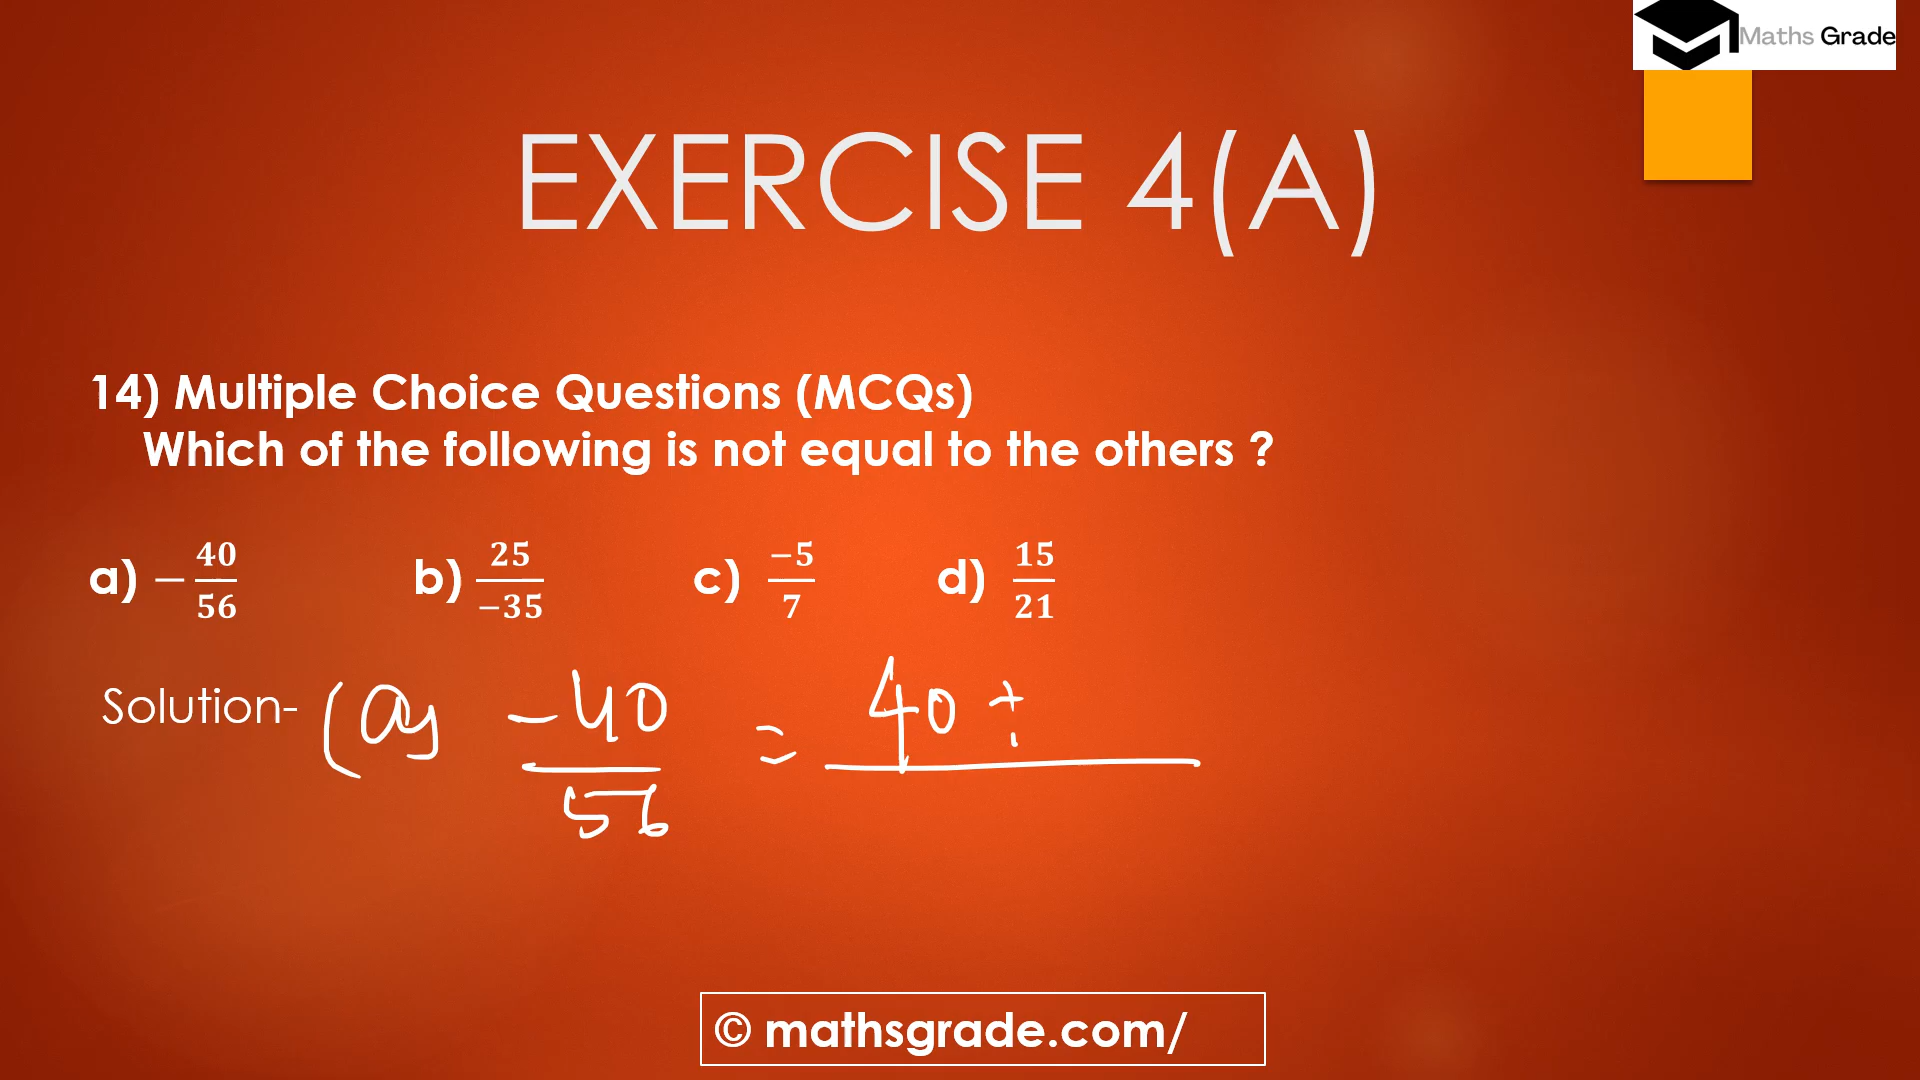 Maths Grade
EXERCISE 4(A)
14) Multiple Choice Questions (MCQs)
Which of the following is not equal to the others ?
a) −40/56 b) 25/−35 c) −5/7 d) 15/21
Solution- (a) −40/56 = 40 ÷
© mathsgrade.com/